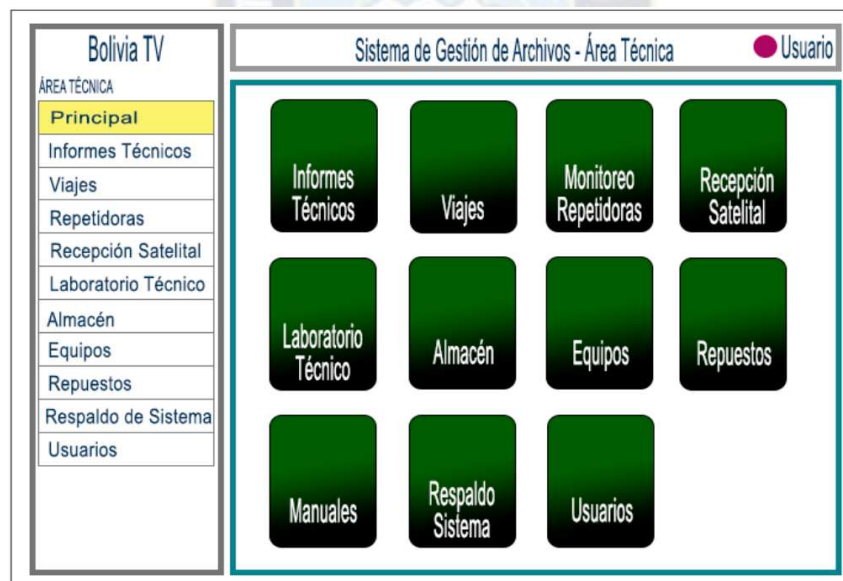 Bolivia TV
ÁREA TÉCNICA
Principal
Informes Técnicos
Viajes
Repetidoras
Recepción Satelital
Laboratorio Técnico
Almacén
Equipos
Repuestos
Respaldo de Sistema
Usuarios
Sistema de Gestión de Archivos - Área Técnica
Usuario
Informes
Técnicos
Viajes
Monitoreo
Repetidoras
Recepción
Satelital
Laboratorio
Técnico
Almacén
Equipos
Repuestos
Manuales
Respaldo
Sistema
Usuarios